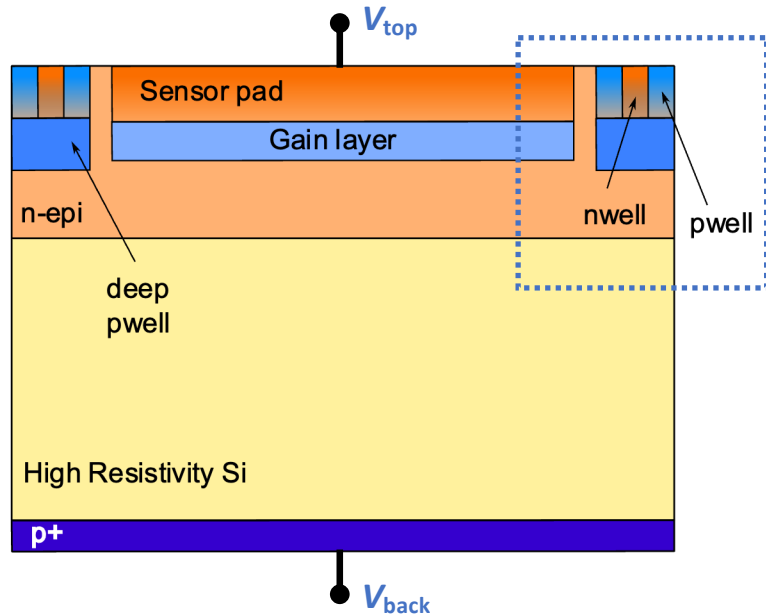 Vtop
Sensor pad
Gain layer
n-epi
nwell
pwell
deep
pwell
High Resistivity Si
p+
Vback